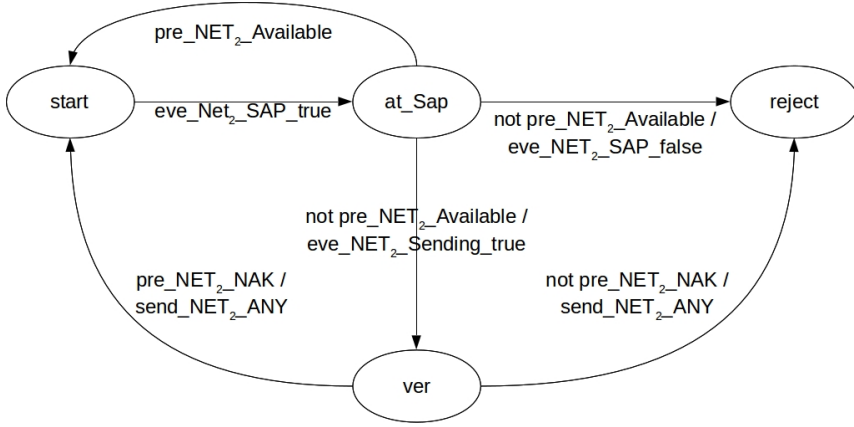 pre_NET₂_Available
start
at_Sap
reject
eve_Net₂_SAP_true
not pre_NET₂_Available /
eve_NET₂_SAP_false
not pre_NET₂_Available /
eve_NET₂_Sending_true
pre_NET₂_NAK /
send_NET₂_ANY
not pre_NET₂_NAK /
send_NET₂_ANY
ver